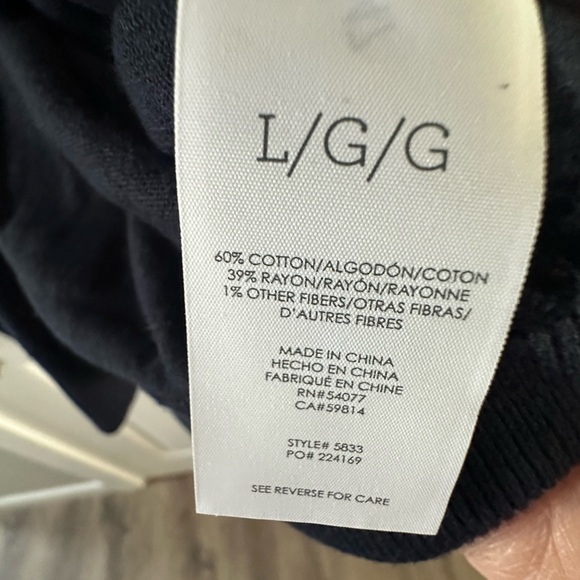 L/G/G
60% COTTON/ALGODÓN/COTON
39% RAYON/RAYÓN/RAYONNE
1% OTHER FIBERS/OTRAS FIBRAS/
D'AUTRES FIBRES
MADE IN CHINA
HECHO EN CHINA
FABRIQUÉ EN CHINE
RN#54077
CA#59814
STYLE# 5833
PO# 224169
SEE REVERSE FOR CARE